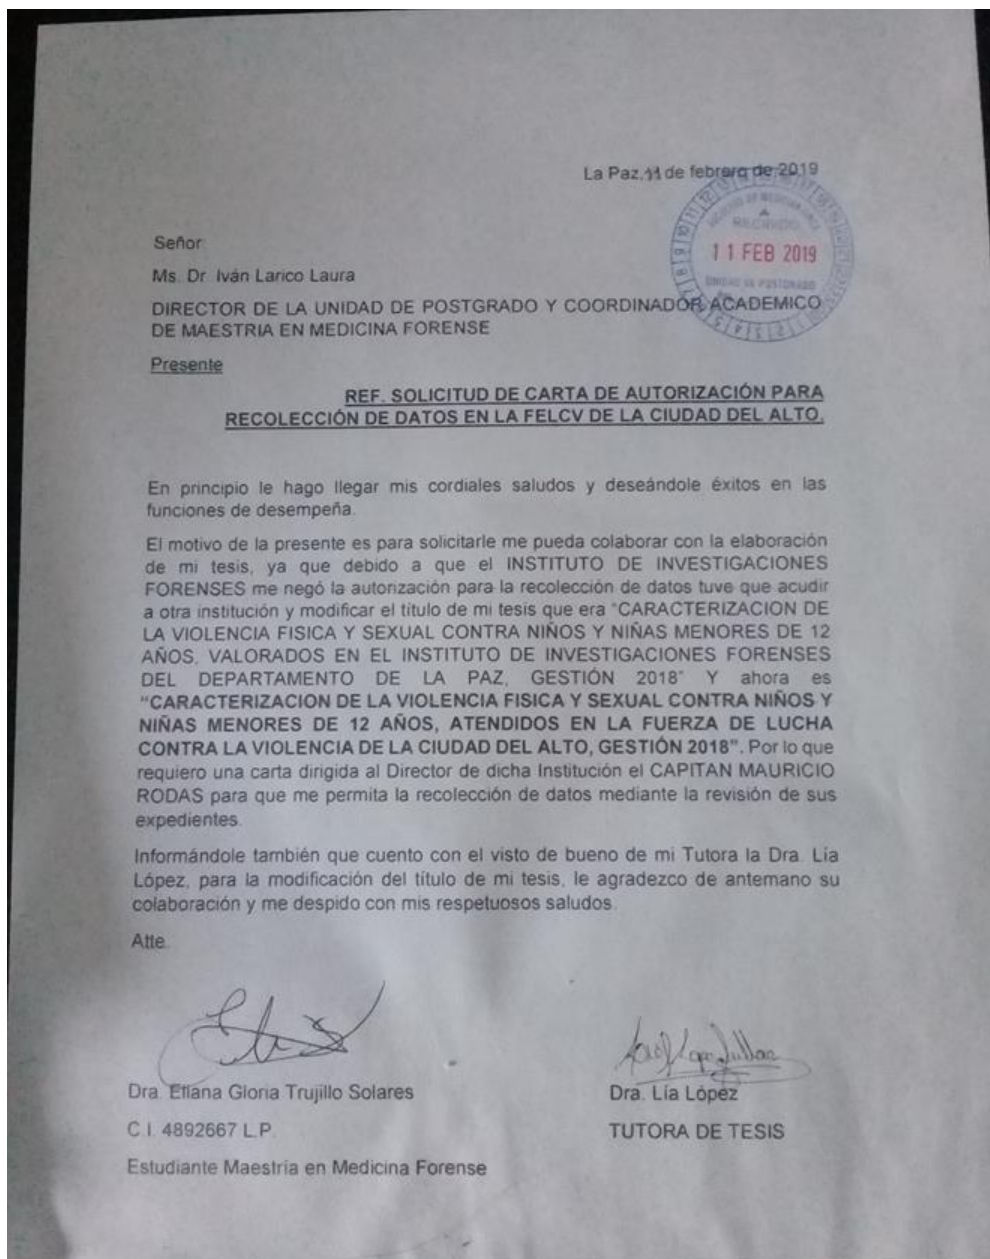 La Paz, 11 de febrero de 2019
RECIBIDO
11 FEB 2019
UNIDAD DE POSTGRADO
Señor
Ms. Dr. Iván Larico Laura
DIRECTOR DE LA UNIDAD DE POSTGRADO Y COORDINADOR ACADEMICO
DE MAESTRIA EN MEDICINA FORENSE
Presente
REF. SOLICITUD DE CARTA DE AUTORIZACIÓN PARA
RECOLECCIÓN DE DATOS EN LA FELCV DE LA CIUDAD DEL ALTO.
En principio le hago llegar mis cordiales saludos y deseándole éxitos en las
funciones de desempeña.
El motivo de la presente es para solicitarle me pueda colaborar con la elaboración
de mi tesis, ya que debido a que el INSTITUTO DE INVESTIGACIONES
FORENSES me negó la autorización para la recolección de datos tuve que acudir
a otra institución y modificar el título de mi tesis que era "CARACTERIZACION DE
LA VIOLENCIA FISICA Y SEXUAL CONTRA NIÑOS Y NIÑAS MENORES DE 12
AÑOS, VALORADOS EN EL INSTITUTO DE INVESTIGACIONES FORENSES
DEL DEPARTAMENTO DE LA PAZ, GESTIÓN 2018" Y ahora es
"CARACTERIZACION DE LA VIOLENCIA FISICA Y SEXUAL CONTRA NIÑOS Y
NIÑAS MENORES DE 12 AÑOS, ATENDIDOS EN LA FUERZA DE LUCHA
CONTRA LA VIOLENCIA DE LA CIUDAD DEL ALTO, GESTIÓN 2018". Por lo que
requiero una carta dirigida al Director de dicha Institución el CAPITAN MAURICIO
RODAS para que me permita la recolección de datos mediante la revisión de sus
expedientes.
Informándole también que cuento con el visto de bueno de mi Tutora la Dra. Lía
López, para la modificación del título de mi tesis, le agradezco de antemano su
colaboración y me despido con mis respetuosos saludos.
Atte.
Dra. Eliana Gloria Trujillo Solares
C.I. 4892667 L.P.
Estudiante Maestría en Medicina Forense
Dra. Lía López
TUTORA DE TESIS